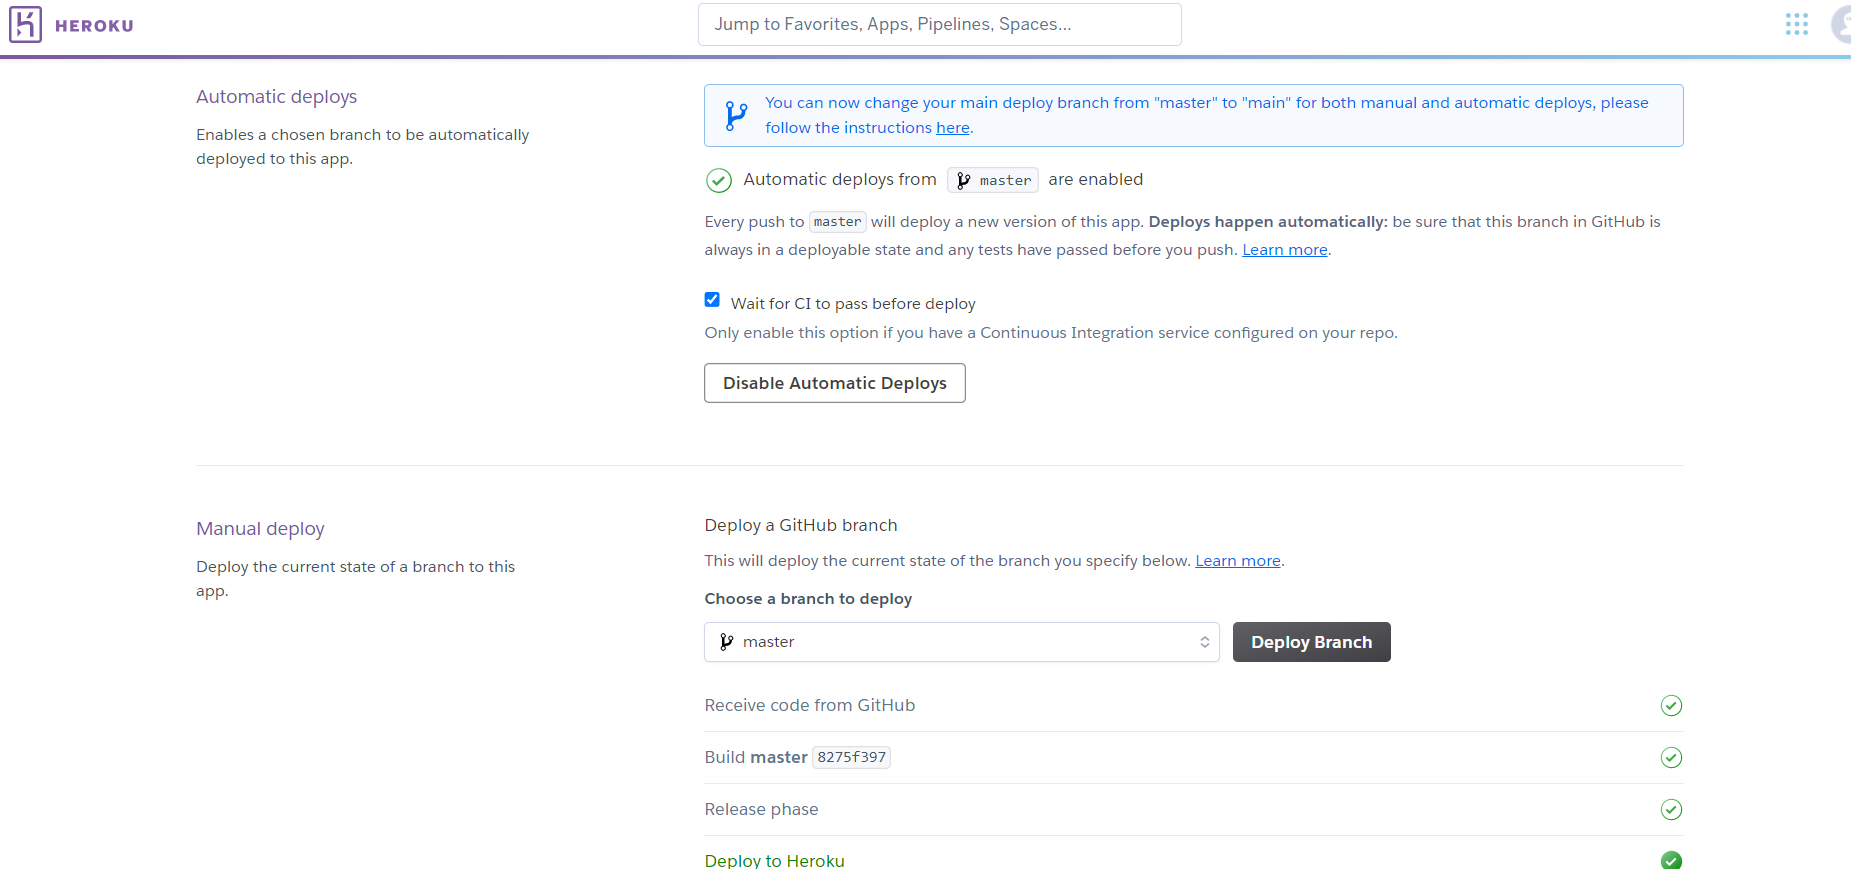 HEROKU
Jump to Favorites, Apps, Pipelines, Spaces...
Automatic deploys
Enables a chosen branch to be automatically
deployed to this app.
You can now change your main deploy branch from "master" to "main" for both manual and automatic deploys, please
follow the instructions here.
Automatic deploys from master are enabled
Every push to master will deploy a new version of this app. Deploys happen automatically: be sure that this branch in GitHub is
always in a deployable state and any tests have passed before you push. Learn more.
Wait for CI to pass before deploy
Only enable this option if you have a Continuous Integration service configured on your repo.
Disable Automatic Deploys
Manual deploy
Deploy the current state of a branch to this
app.
Deploy a GitHub branch
This will deploy the current state of the branch you specify below. Learn more.
Choose a branch to deploy
master
Deploy Branch
Receive code from GitHub
Build master 8275f397
Release phase
Deploy to Heroku